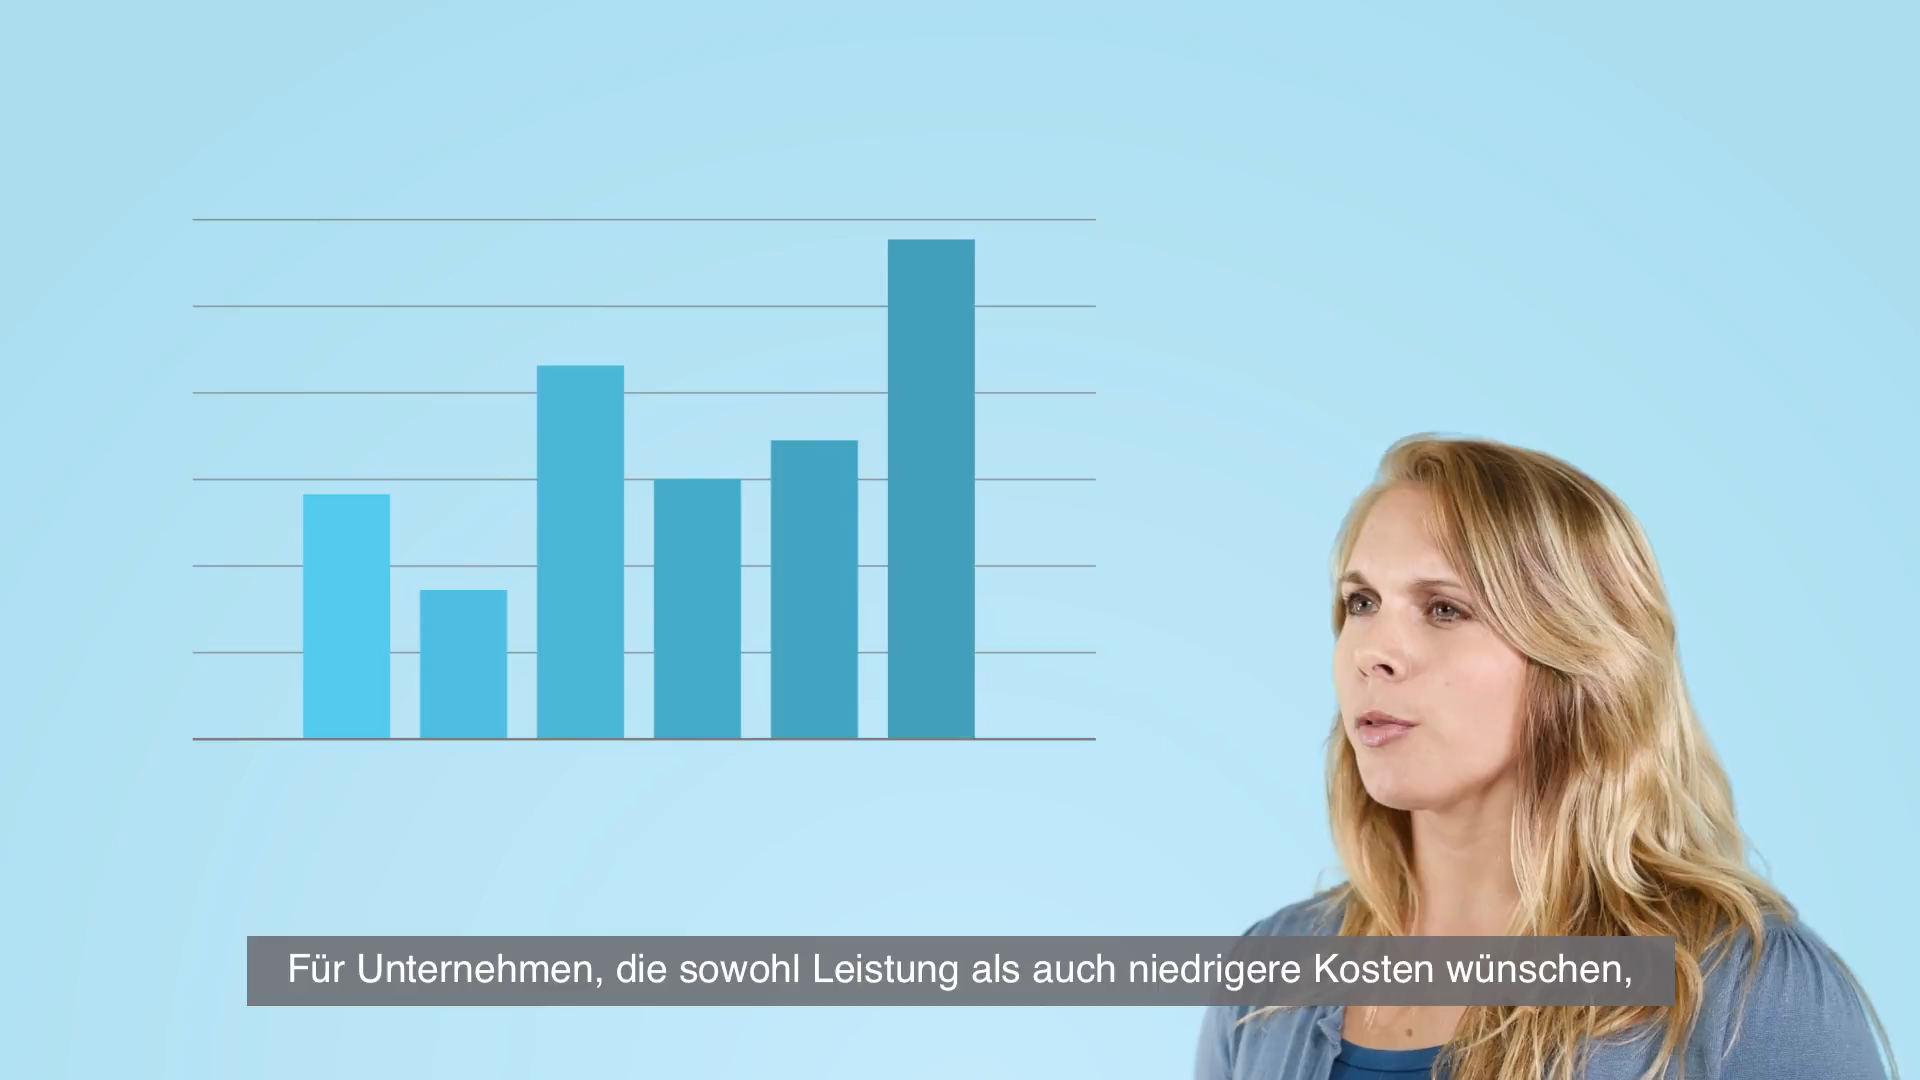 Für Unternehmen, die sowohl Leistung als auch niedrigere Kosten wünschen,